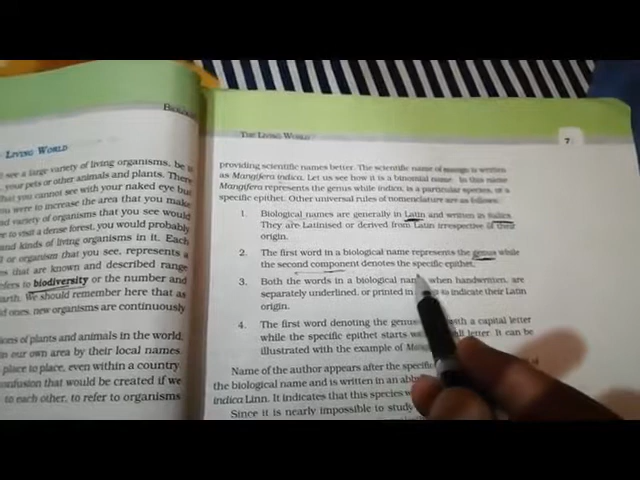 BIOLOG
LIVING WORLD
see a large variety of living organisms, be
your pets or other animals and plants. There
that you cannot see with your naked eye but
were to increase the area that you make
and variety of organisms that you see would
to visit a dense forest, you would probably
and kinds of living organisms in it. Each
or organism that you see, represents a
that are known and described range
refers to biodiversity or the number and
earth. We should remember here that as
old ones, new organisms are continuously
of plants and animals in the world.
in our own area by their local names.
place to place, even within a country
confusion that would be created if we
to each other, to refer to organisms
THE LIVING WORLD
7
providing scientific names better. The scientific name of mango is written
as Mangifera indica. Let us see how it is a binomial name. In this name
Mangifera represents the genus while indica, is a particular species, or a
specific epithet. Other universal rules of nomenclature are as follows:
1. Biological names are generally in Latin and written in italics.
They are Latinised or derived from Latin irrespective of their
origin.
2. The first word in a biological name represents the genus while
the second component denotes the specific epithet.
3. Both the words in a biological name when handwritten, are
separately underlined, or printed in to indicate their Latin
origin.
4. The first word denoting the genus with a capital letter
while the specific epithet starts letter. It can be
illustrated with the example of
Name of the author appears after the
the biological name and is written in an
indica Linn. It indicates that this species
Since it is nearly impossible to study